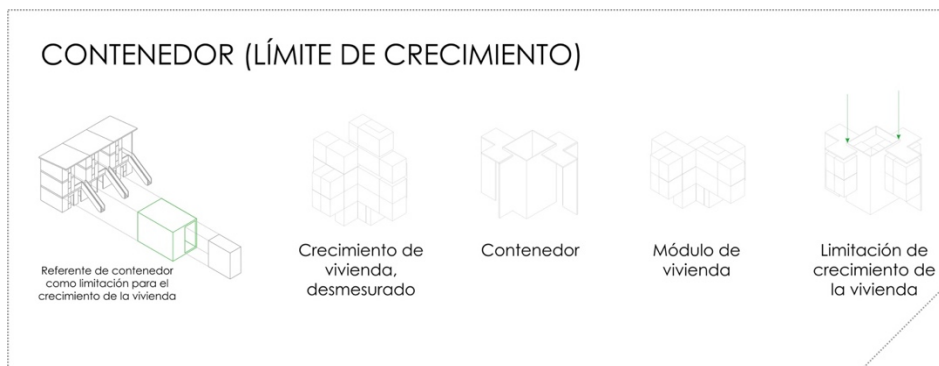 CONTENEDOR (LÍMITE DE CRECIMIENTO)
Referente de contenedor
como limitación para el
crecimiento de la vivienda
Crecimiento de
vivienda,
desmesurado
Contenedor
Módulo de
vivienda
Limitación de
crecimiento de
la vivienda